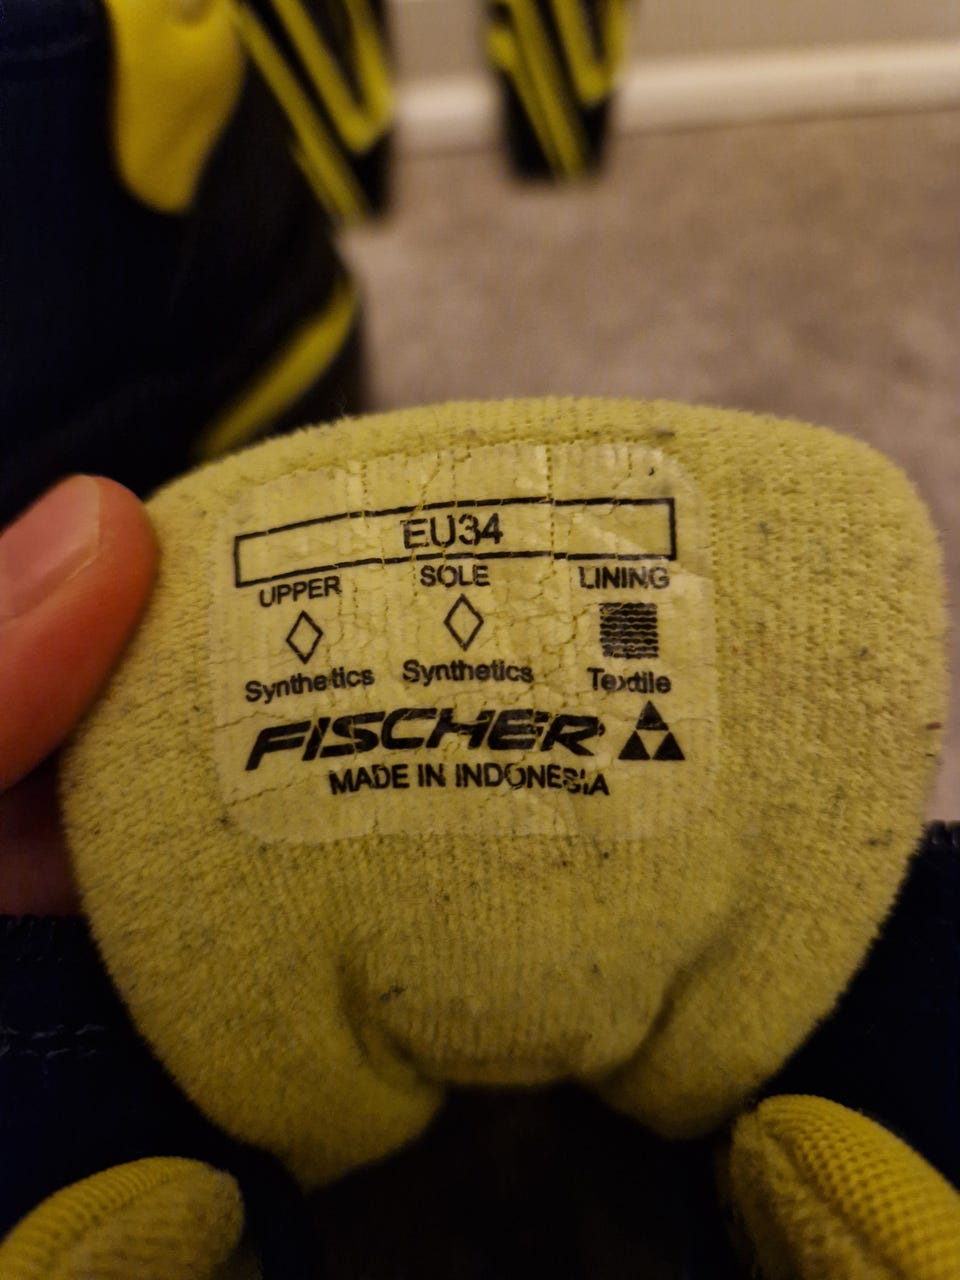 EU34
UPPER SOLE LINING
Synthetics Synthetics Textile
FISCHER
MADE IN INDONESIA